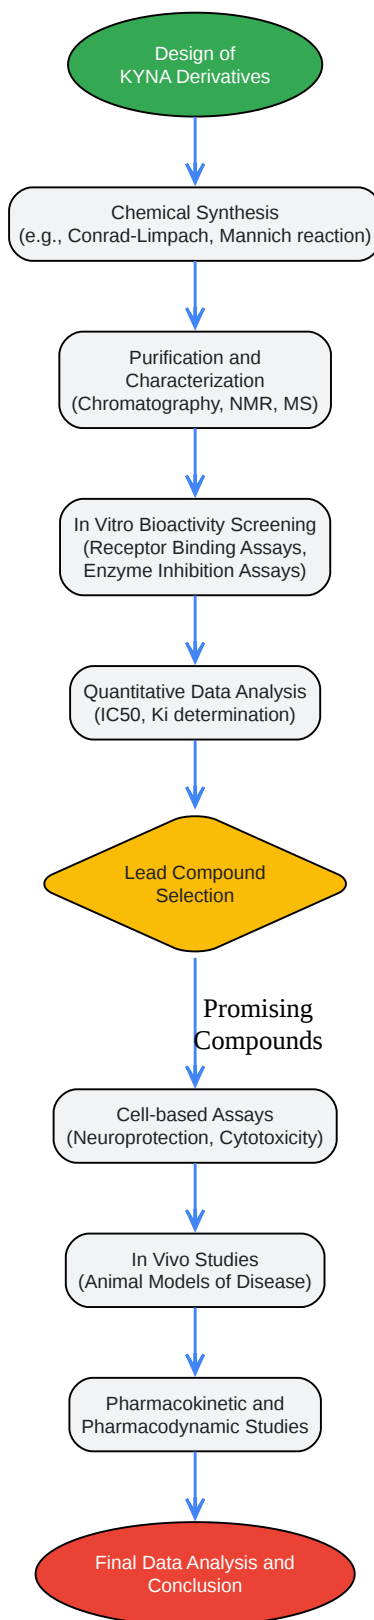 Design of
KYNA Derivatives
Chemical Synthesis
(e.g., Conrad-Limpach, Mannich reaction)
Purification and
Characterization
(Chromatography, NMR, MS)
In Vitro Bioactivity Screening
(Receptor Binding Assays,
Enzyme Inhibition Assays)
Quantitative Data Analysis
(IC50, Ki determination)
Lead Compound
Selection
Promising
Compounds
Cell-based Assays
(Neuroprotection, Cytotoxicity)
In Vivo Studies
(Animal Models of Disease)
Pharmacokinetic and
Pharmacodynamic Studies
Final Data Analysis and
Conclusion